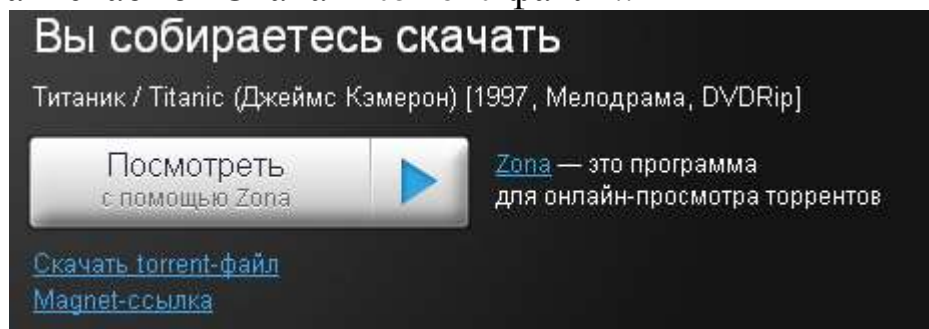 Вы собираетесь скачать
Титаник / Titanic (Джеймс Кэмерон) [1997, Мелодрама, DVDRip]
Посмотреть
с помощью Zona
Zona — это программа
для онлайн-просмотра торрентов
Скачать torrent-файл
Magnet-ссылка